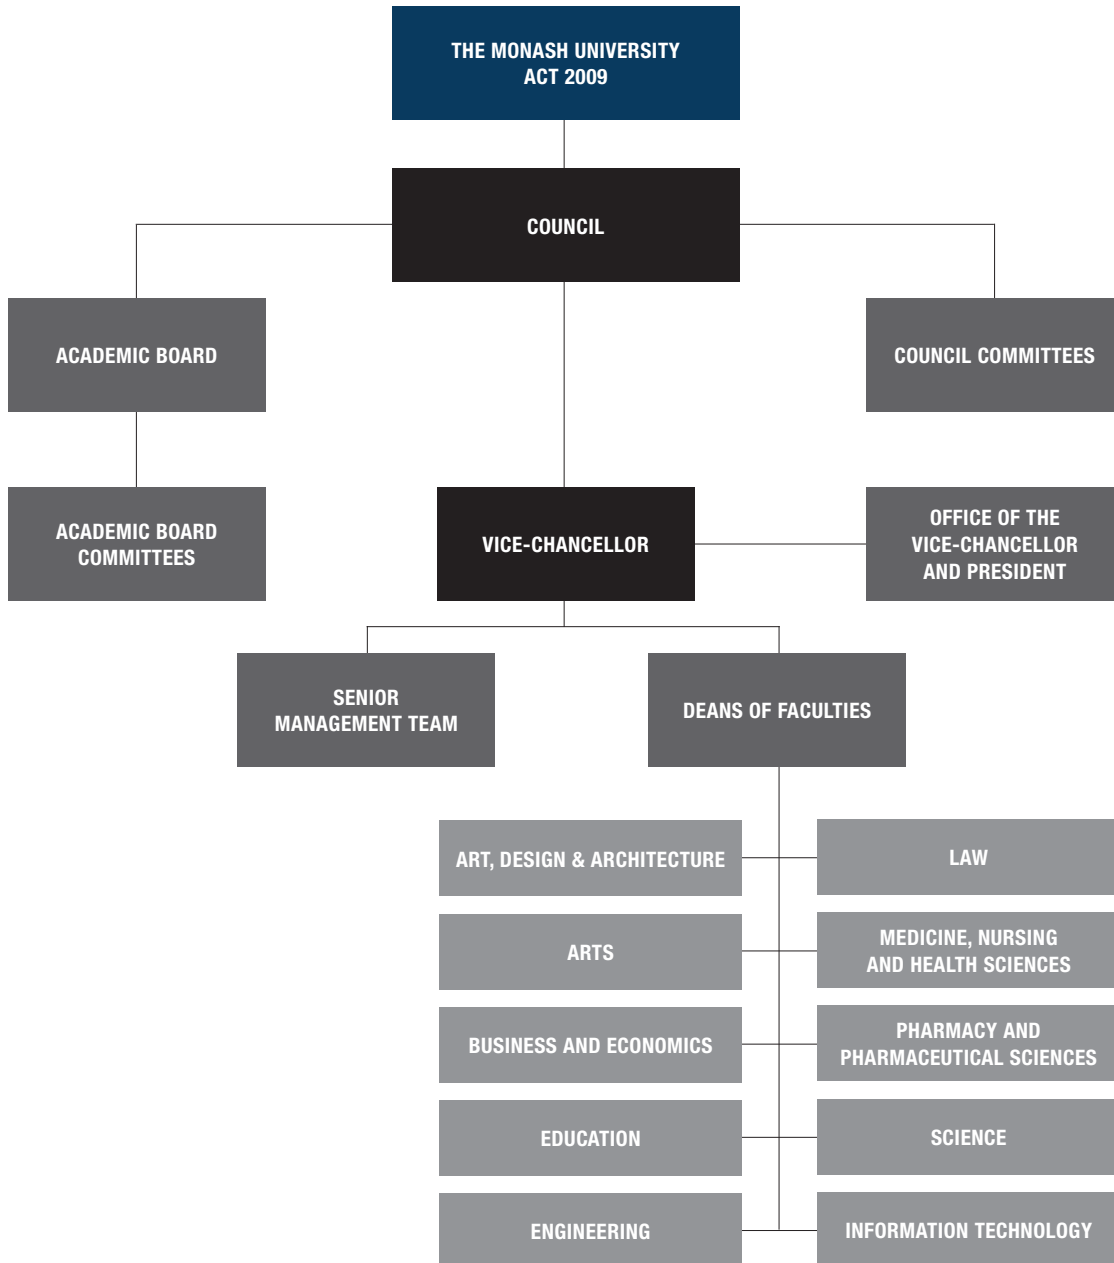 THE MONASH UNIVERSITY
ACT 2009
COUNCIL
ACADEMIC BOARD
COUNCIL COMMITTEES
ACADEMIC BOARD
COMMITTEES
VICE-CHANCELLOR
OFFICE OF THE
VICE-CHANCELLOR
AND PRESIDENT
SENIOR
MANAGEMENT TEAM
DEANS OF FACULTIES
ART, DESIGN & ARCHITECTURE
LAW
ARTS
MEDICINE, NURSING
AND HEALTH SCIENCES
BUSINESS AND ECONOMICS
PHARMACY AND
PHARMACEUTICAL SCIENCES
EDUCATION
SCIENCE
ENGINEERING
INFORMATION TECHNOLOGY